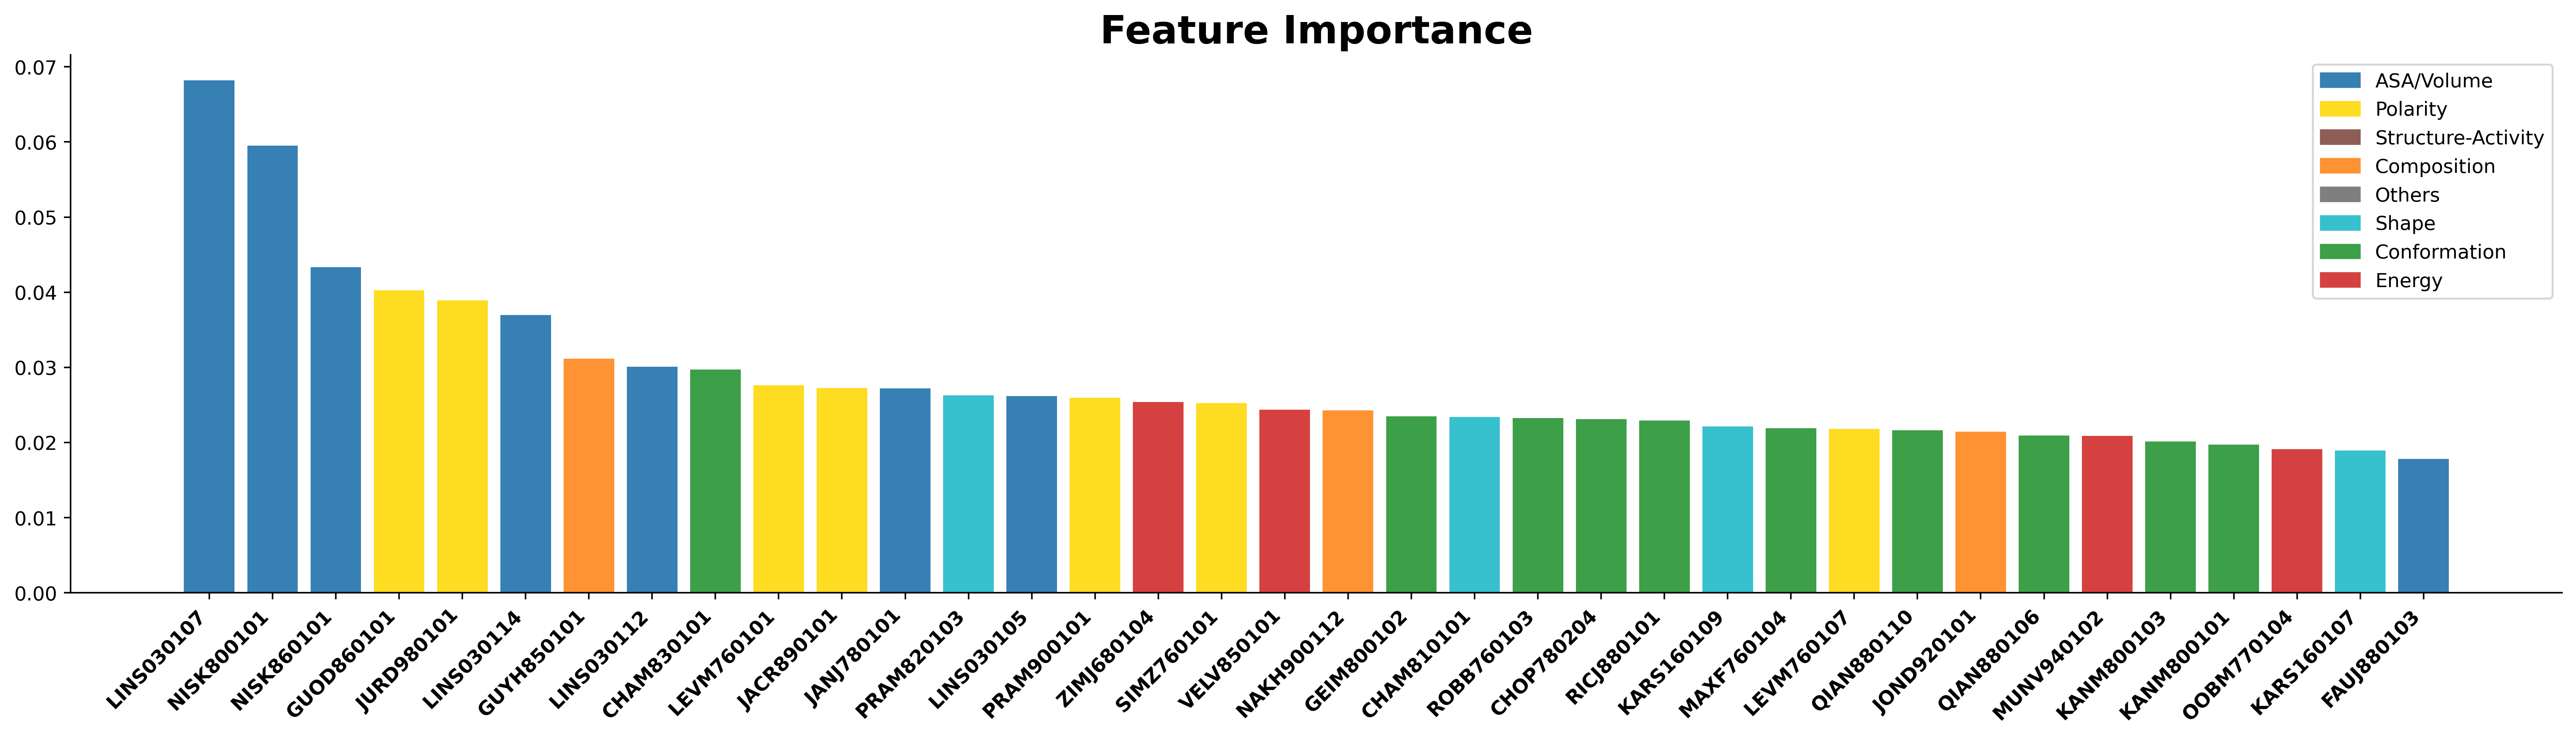 Feature Importance
0.07
0.06
0.05
0.04
0.03
0.02
0.01
0.00
ASA/Volume
Polarity
Structure-Activity
Composition
Others
Shape
Conformation
Energy
LINS030107
NISK800101
NISK860101
GUOD860101
JURD980101
LINS030114
GUYH850101
LINS030112
CHAM830101
LEVM760101
JACR890101
JANJ780101
PRAM820103
LINS030105
PRAM900101
ZIMJ680104
SIMZ760101
VELV850101
NAKH900112
GEIM800102
CHAM810101
ROBB760103
CHOP780204
RICJ880101
KARS160109
MAXF760104
LEVM760107
QIAN880110
JOND920101
QIAN880106
MUNV940102
KANM800103
KANM800101
OOBM770104
KARS160107
FAUJ880103